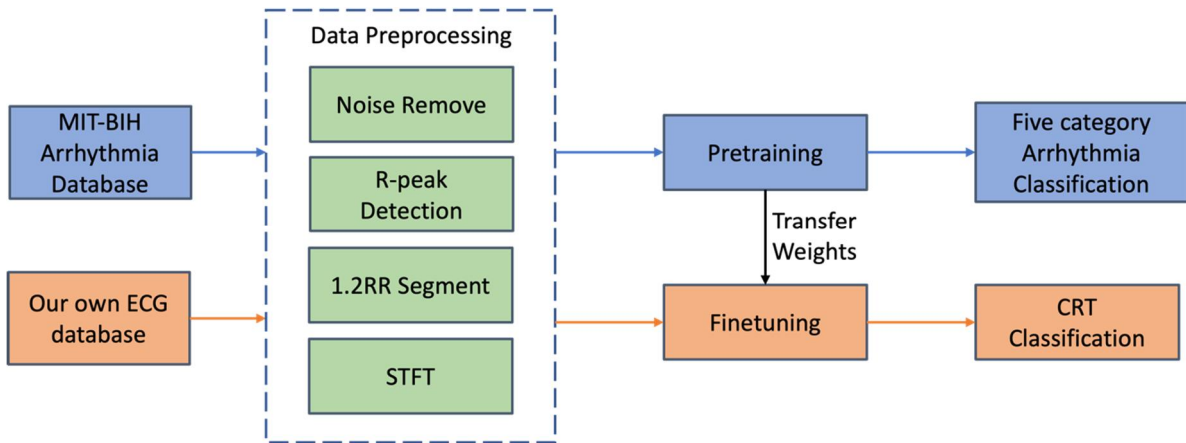 Data Preprocessing
Noise Remove
R-peak
Detection
1.2RR Segment
STFT
MIT-BIH
Arrhythmia
Database
Our own ECG
database
Pretraining
Transfer
Weights
Finetuning
Five category
Arrhythmia
Classification
CRT
Classification